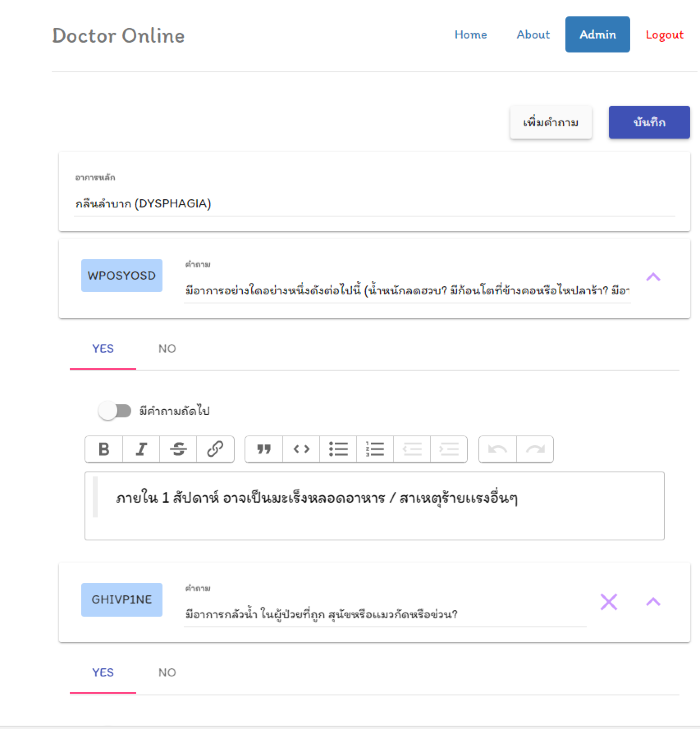 Doctor Online
Home About Admin Logout
เพิ่มคำถาม บันทึก
อาการหลัก
กลืนลำบาก (DYSPHAGIA)
WPOSYOSD
คำถาม
มีอาการอย่างใดอย่างหนึ่งดังต่อไปนี้ (น้ำหนักลดฮวบ? มีก้อนโตที่ข้างคอหรือไหปลาร้า? มีอา
YES NO
มีคำถามถัดไป
ภายใน 1 สัปดาห์ อาจเป็นมะเร็งหลอดอาหาร / สาเหตุร้ายแรงอื่นๆ
GHIVP1NE
คำถาม
มีอาการกลัวน้ำ ในผู้ป่วยที่ถูก สุนัขหรือแมวกัดหรือข่วน?
YES NO